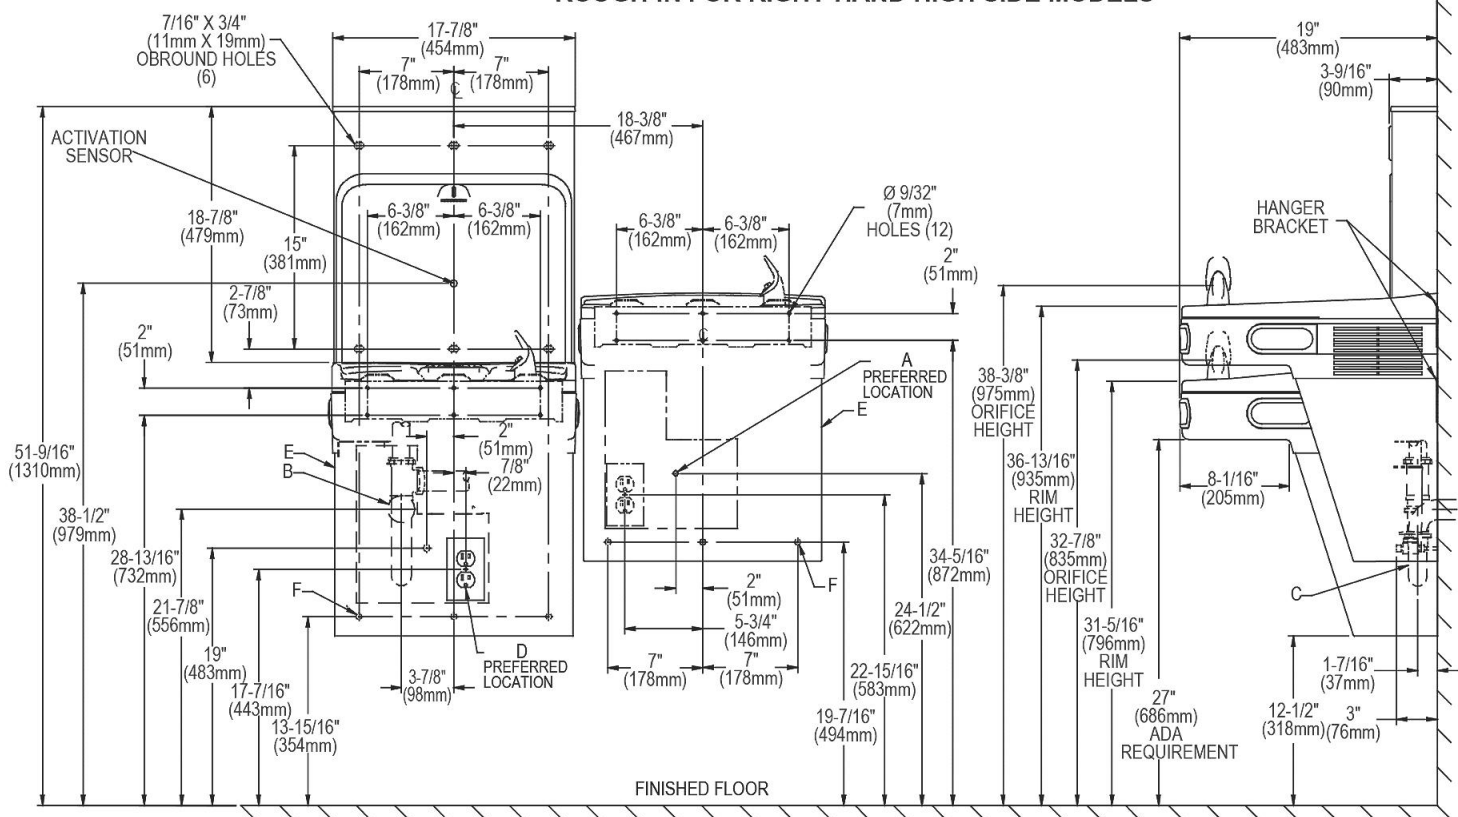 ROUGH-IN FOR RIGHT HAND HIGH SIDE MODELS
7/16" X 3/4"
(11mm X 19mm)
OBROUND HOLES
(6)
17-7/8"
(454mm)
7"
(178mm)
7"
(178mm)
18-3/8"
(467mm)
ACTIVATION
SENSOR
18-7/8"
(479mm)
15"
(381mm)
2-7/8"
(73mm)
2"
(51mm)
6-3/8"
(162mm)
6-3/8"
(162mm)
6-3/8"
(162mm)
6-3/8"
(162mm)
Ø 9/32"
(7mm)
HOLES (12)
2"
(51mm)
A
PREFERRED
LOCATION
E
51-9/16"
(1310mm)
38-1/2"
(979mm)
28-13/16"
(732mm)
21-7/8"
(556mm)
19"
(483mm)
17-7/16"
(443mm)
13-15/16"
(354mm)
E
B
F
2"
(51mm)
7/8"
(22mm)
D
PREFERRED
LOCATION
3-7/8"
(98mm)
F
2"
(51mm)
5-3/4"
(146mm)
7"
(178mm)
7"
(178mm)
34-5/16"
(872mm)
24-1/2"
(622mm)
22-15/16"
(583mm)
19-7/16"
(494mm)
FINISHED FLOOR
19"
(483mm)
3-9/16"
(90mm)
HANGER
BRACKET
38-3/8"
(975mm)
ORIFICE
HEIGHT
36-13/16"
(935mm)
RIM
HEIGHT
32-7/8"
(835mm)
ORIFICE
HEIGHT
31-5/16"
(796mm)
RIM
HEIGHT
27"
(686mm)
ADA
REQUIREMENT
8-1/16"
(205mm)
C
12-1/2"
(318mm)
1-7/16"
(37mm)
3"
(76mm)